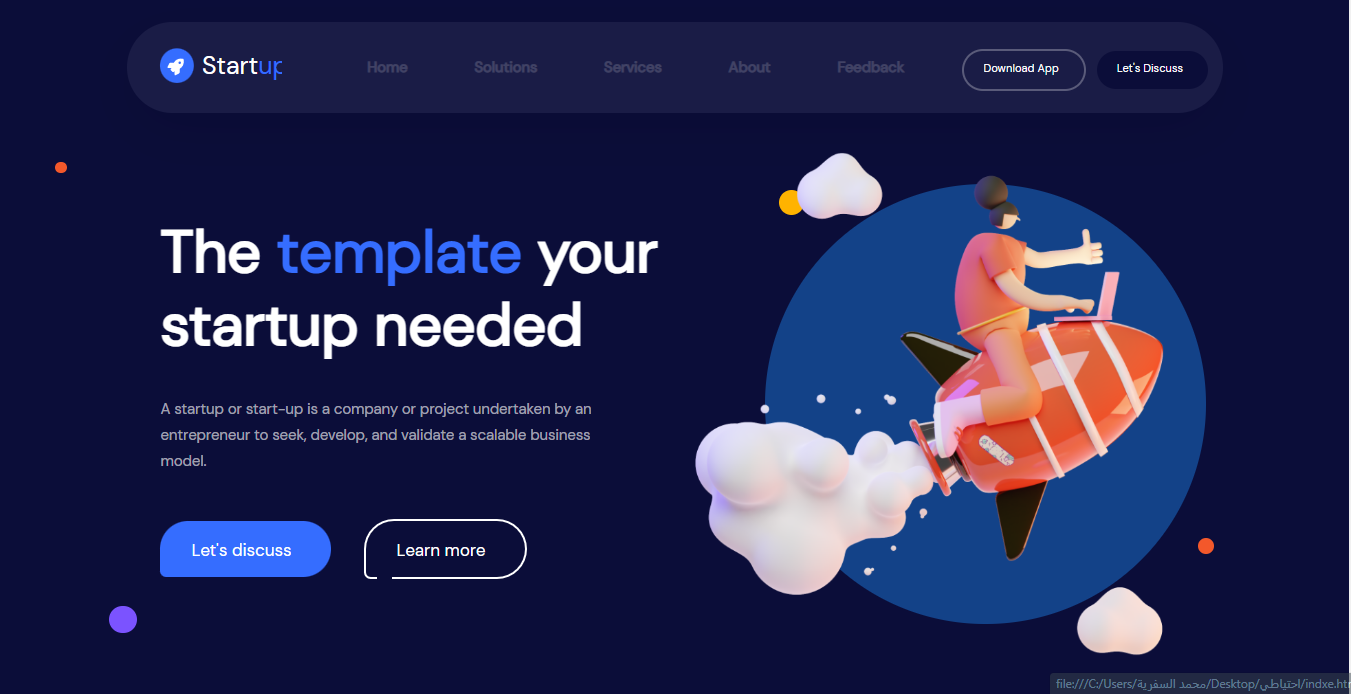 Startup
Home
Solutions
Services
About
Feedback
Download App
Let's Discuss
The template your
startup needed
A startup or start-up is a company or project undertaken by an
entrepreneur to seek, develop, and validate a scalable business
model.
Let's discuss
Learn more
file:///C:/Users/محمد السفرية/Desktop/احتياطي/indxe.htm